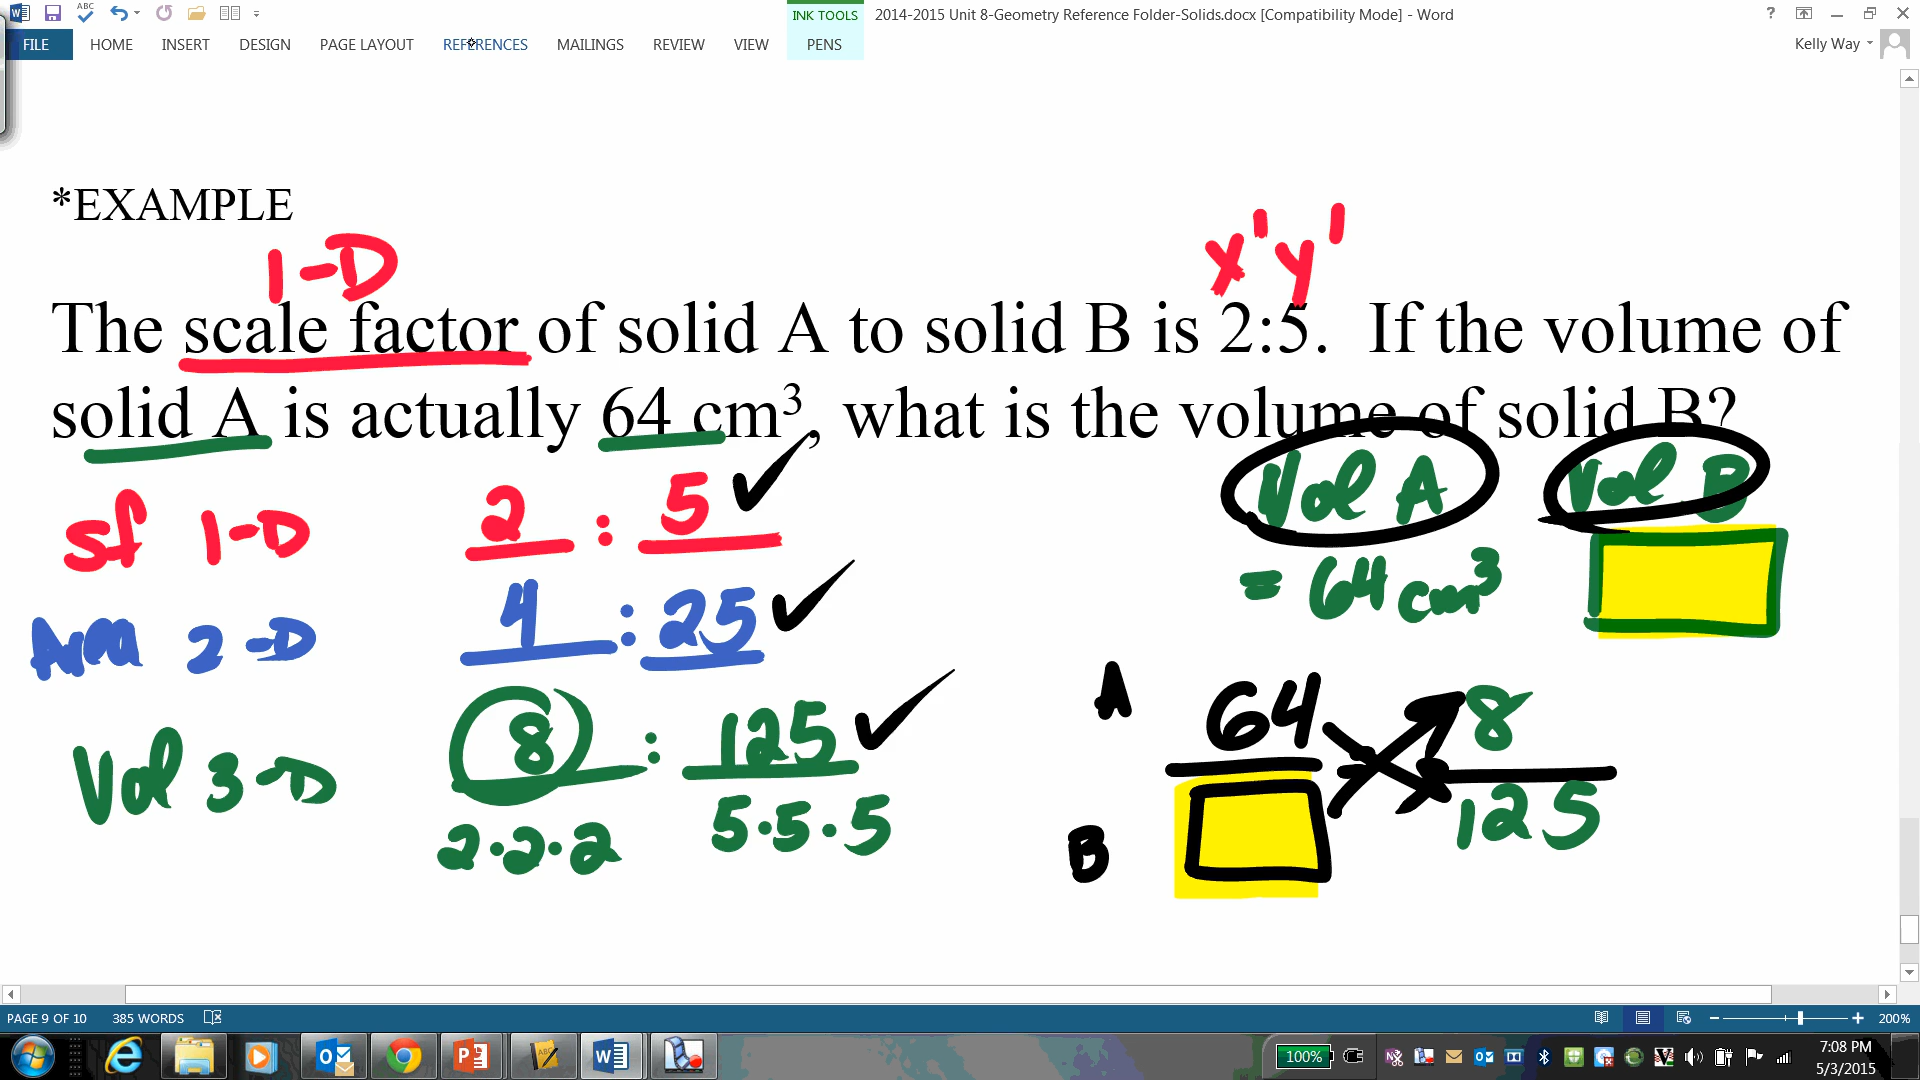 INK TOOLS
2014-2015 Unit 8-Geometry Reference Folder-Solids.docx [Compatibility Mode] - Word
FILE HOME INSERT DESIGN PAGE LAYOUT REFERENCES MAILINGS REVIEW VIEW PENS
Kelly Way
*EXAMPLE
1-D
x' y'
The scale factor of solid A to solid B is 2:5. If the volume of
solid A is actually 64 cm³, what is the volume of solid B?
Vol A Vol B
sf 1-D 2 : 5
= 64 cm³
Area 2-D 4 : 25
A 64 8
Vol 3-D 8 : 125
B 125
2·2·2 5·5·5
PAGE 9 OF 10 385 WORDS
200%
100%
7:08 PM
5/3/2015